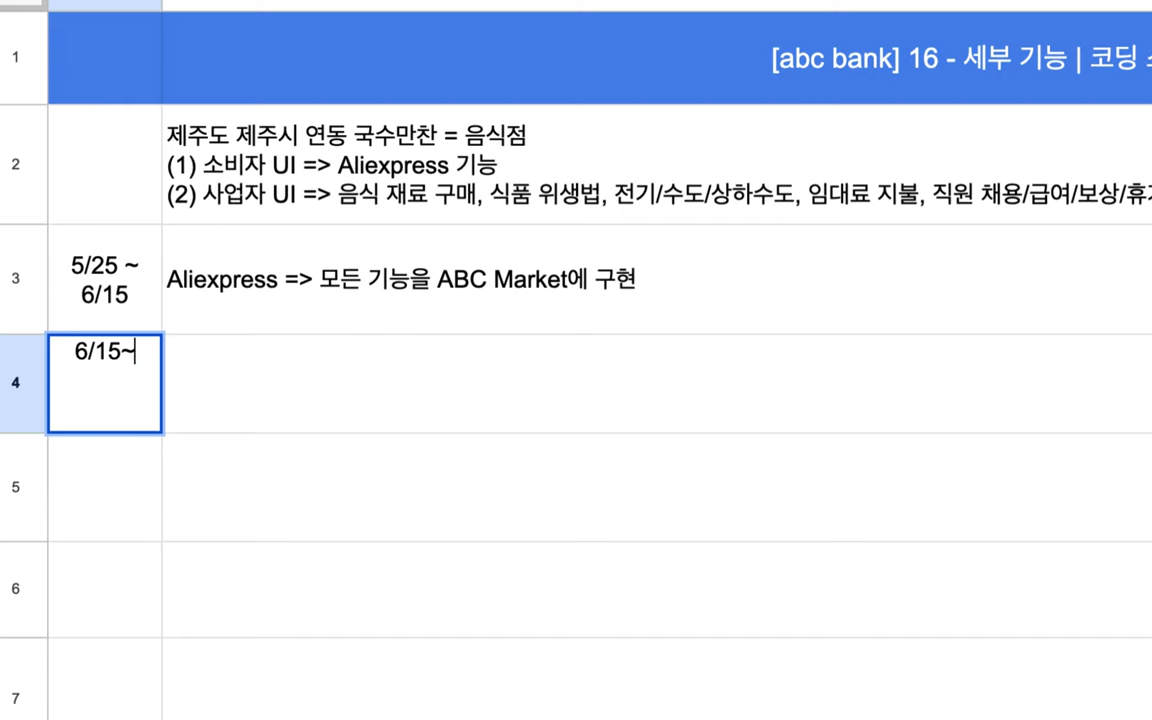 1
[abc bank] 16 - 세부 기능 | 코딩
2
제주도 제주시 연동 국수만찬 = 음식점
(1) 소비자 UI => Aliexpress 기능
(2) 사업자 UI => 음식 재료 구매, 식품 위생법, 전기/수도/상하수도, 임대료 지불, 직원 채용/급여/보상/휴
3
5/25 ~
6/15
Aliexpress => 모든 기능을 ABC Market에 구현
4
6/15~
5
6
7